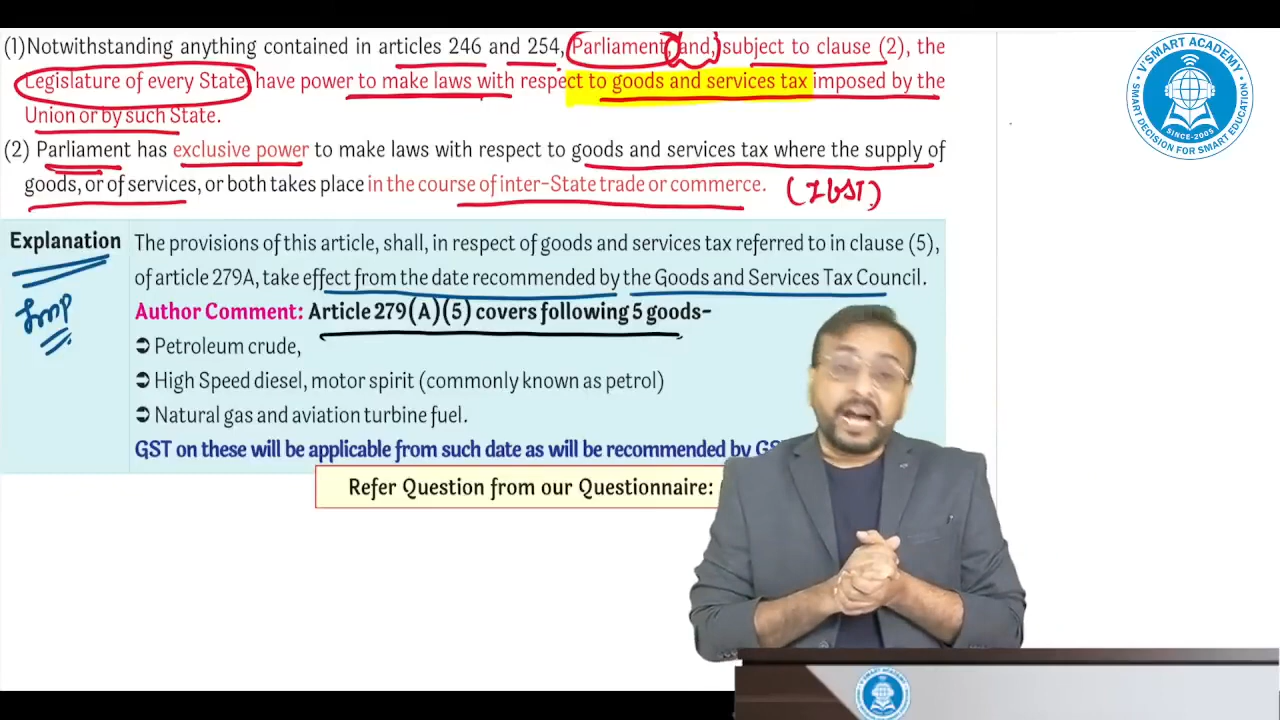 (1)Notwithstanding anything contained in articles 246 and 254, Parliament, and, subject to clause (2), the
Legislature of every State, have power to make laws with respect to goods and services tax imposed by the
Union or by such State.
(2) Parliament has exclusive power to make laws with respect to goods and services tax where the supply of
goods, or of services, or both takes place in the course of inter-State trade or commerce. (IGST)
Explanation
Imp
The provisions of this article, shall, in respect of goods and services tax referred to in clause (5),
of article 279A, take effect from the date recommended by the Goods and Services Tax Council.
Author Comment: Article 279(A)(5) covers following 5 goods-
➲ Petroleum crude,
➲ High Speed diesel, motor spirit (commonly known as petrol)
➲ Natural gas and aviation turbine fuel.
GST on these will be applicable from such date as will be recommended by
Refer Question from our Questionnaire:
V'SMART ACADEMY
SINCE-2005
SMART DECISION FOR SMART EDUCATION